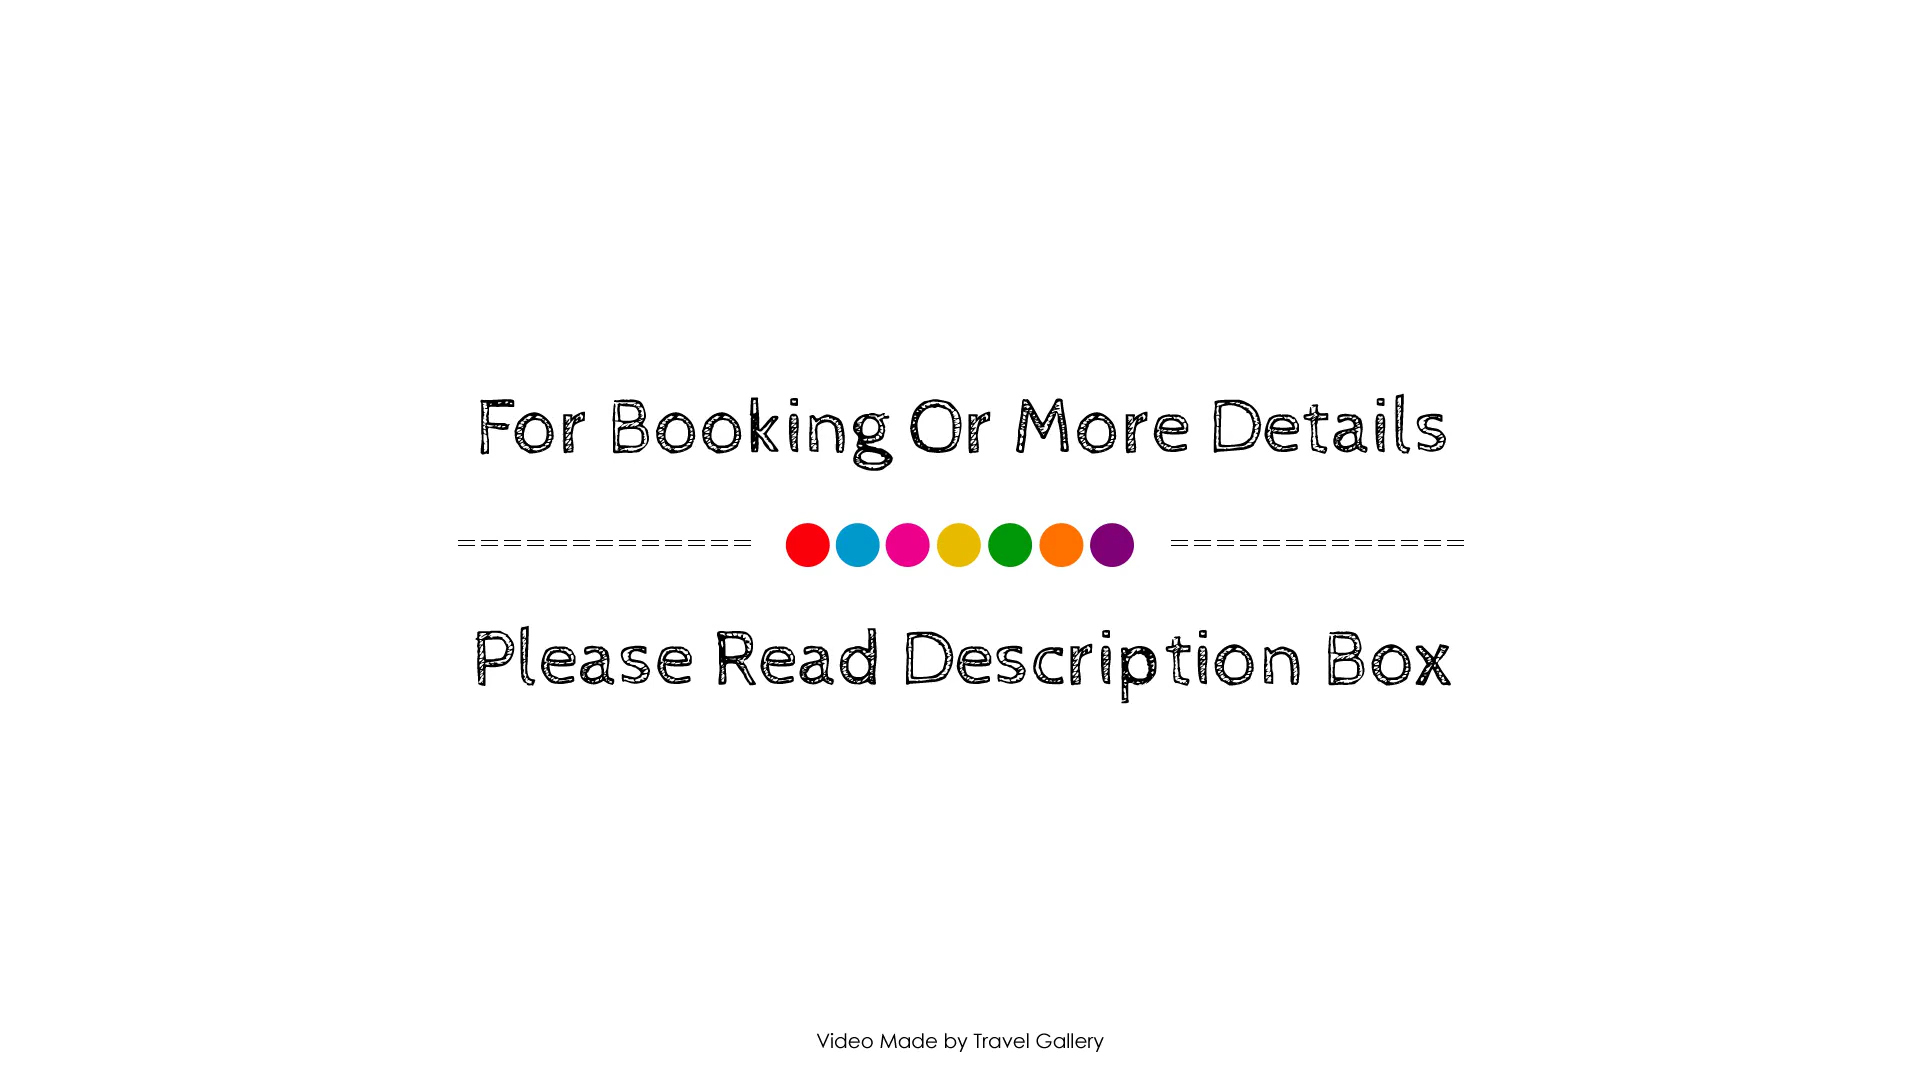 For Booking Or More Details
============= =============
Please Read Description Box
Video Made by Travel Gallery